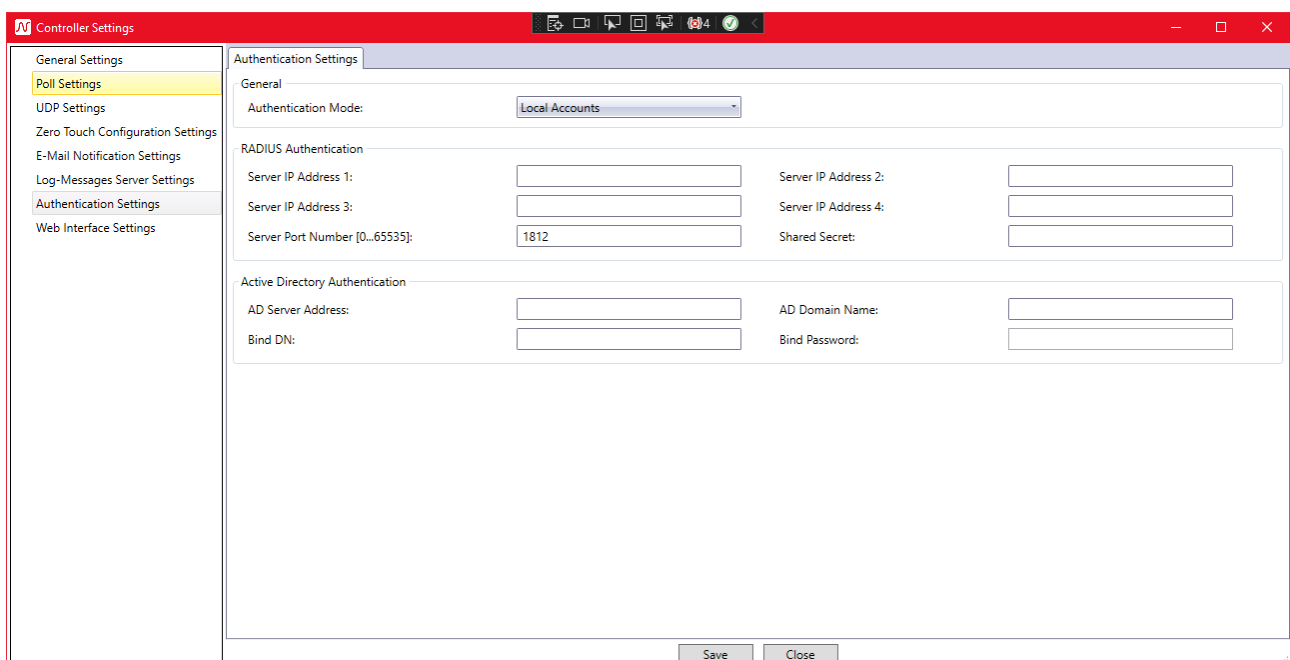 Controller Settings
4
General Settings
Poll Settings
UDP Settings
Zero Touch Configuration Settings
E-Mail Notification Settings
Log-Messages Server Settings
Authentication Settings
Web Interface Settings
Authentication Settings
General
Authentication Mode: Local Accounts
RADIUS Authentication
Server IP Address 1: Server IP Address 2:
Server IP Address 3: Server IP Address 4:
Server Port Number [0...65535]: 1812 Shared Secret:
Active Directory Authentication
AD Server Address: AD Domain Name:
Bind DN: Bind Password:
Save Close